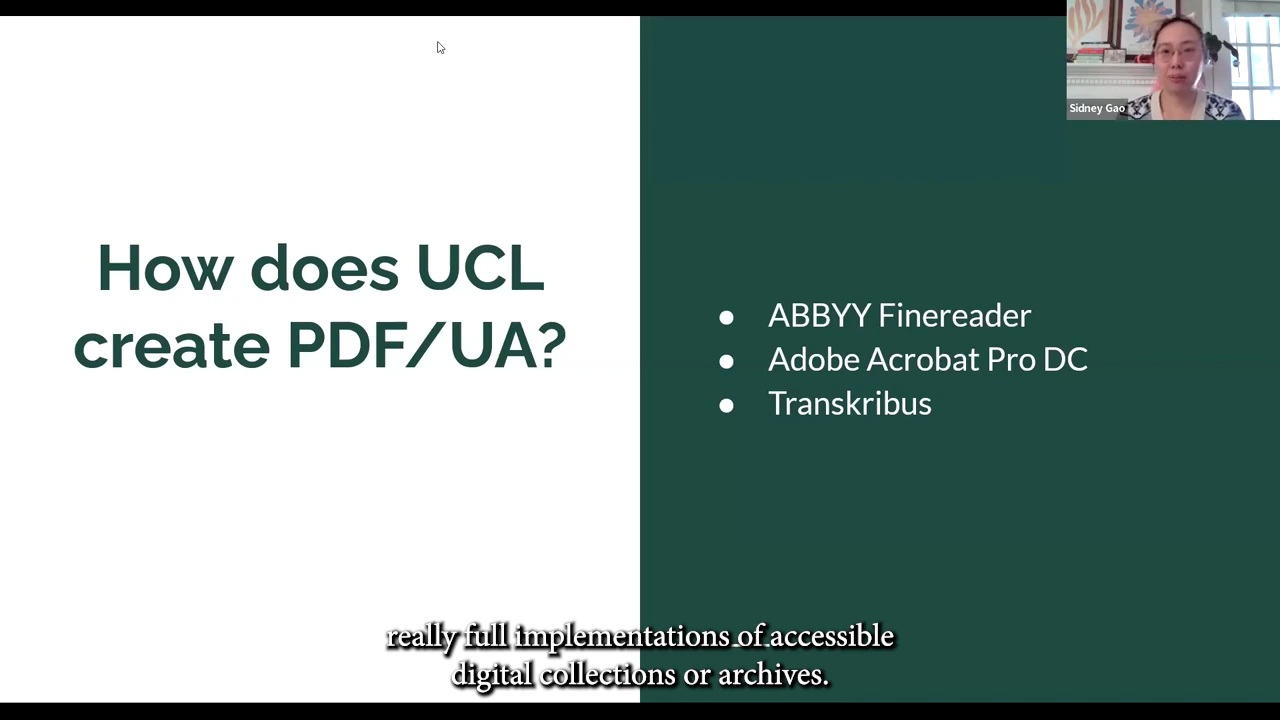 Sidney Gao
How does UCL
create PDF/UA?
● ABBYY Finereader
● Adobe Acrobat Pro DC
● Transkribus
really full implementations of accessible
digital collections or archives.